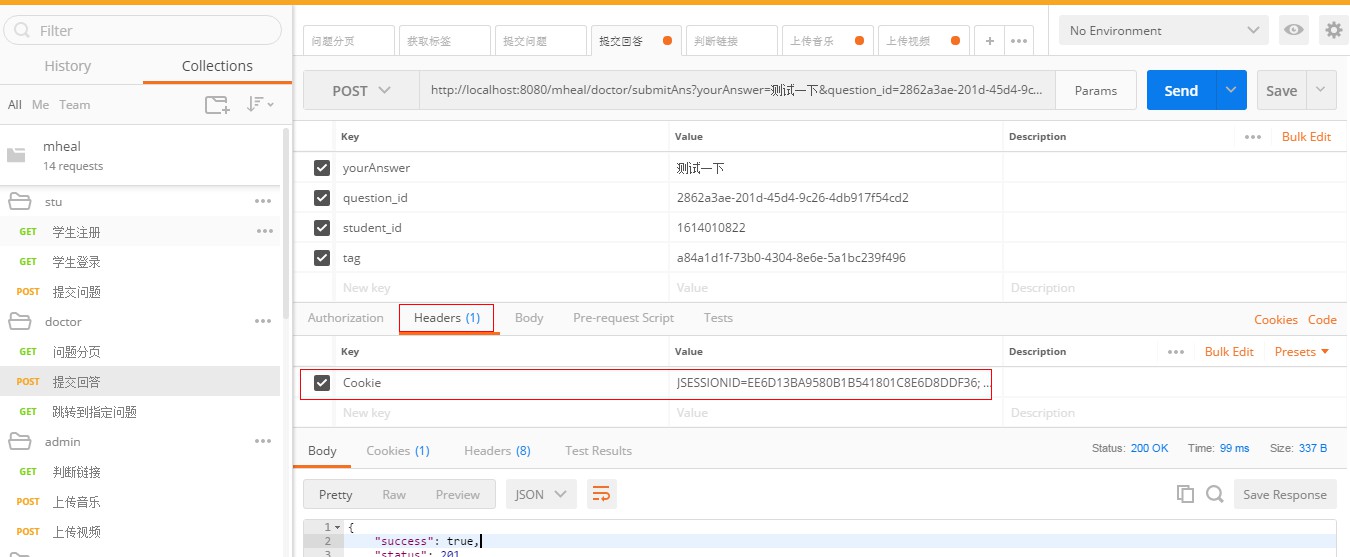 Filter
History Collections
All Me Team
mheal
14 requests
stu
GET 学生注册
GET 学生登录
POST 提交问题
doctor
GET 问题分页
POST 提交回答
GET 跳转到指定问题
admin
GET 判断链接
POST 上传音乐
POST 上传视频
问题分页 获取标签 提交问题 提交回答 判断链接 上传音乐 上传视频 + •••
No Environment
POST http://localhost:8080/mheal/doctor/submitAns?yourAnswer=测试一下&question_id=2862a3ae-201d-45d4-9c... Params Send Save
Key Value Description ••• Bulk Edit
yourAnswer 测试一下
question_id 2862a3ae-201d-45d4-9c26-4db917f54cd2
student_id 1614010822
tag a84a1d1f-73b0-4304-8e6e-5a1bc239f496
New key Value Description
Authorization Headers (1) Body Pre-request Script Tests Cookies Code
Key Value Description ••• Bulk Edit Presets
Cookie JSESSIONID=EE6D13BA9580B1B541801C8E6D8DDF36; ...
New key Value Description
Body Cookies (1) Headers (8) Test Results Status: 200 OK Time: 99 ms Size: 337 B
Pretty Raw Preview JSON Save Response
1 {
2 "success": true,
3 "status": 201